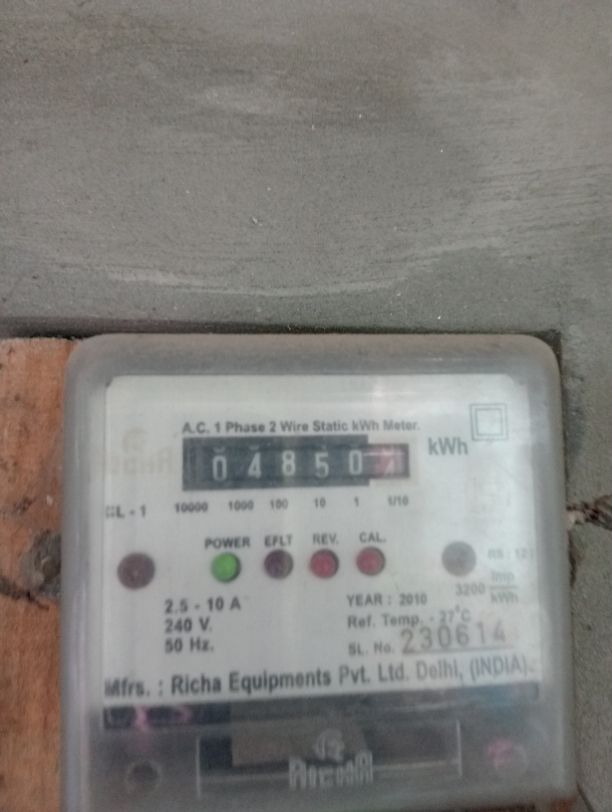 A.C. 1 Phase 2 Wire Static kWh Meter.
0 4 8 5 0
kWh
CL - 1
10000 1000 100 10 1 1/10
POWER EFLT REV. CAL.
2.5 - 10 A
240 V.
50 Hz.
3200 Imp/kWh
YEAR : 2010
Ref. Temp. - 27°C
SL. No. 230614
Mfrs. : Richa Equipments Pvt. Ltd. Delhi, (INDIA).
RICHA